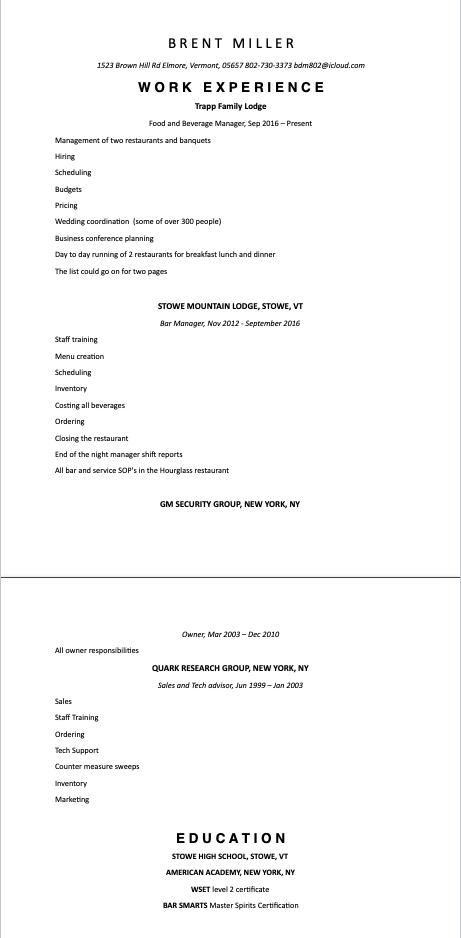 BRENT MILLER
1523 Brown Hill Rd Elmore, Vermont, 05657 802-730-3373 bdm802@icloud.com
WORK EXPERIENCE
Trapp Family Lodge
Food and Beverage Manager, Sep 2016 – Present
Management of two restaurants and banquets
Hiring
Scheduling
Budgets
Pricing
Wedding coordination (some of over 300 people)
Business conference planning
Day to day running of 2 restaurants for breakfast lunch and dinner
The list could go on for two pages
STOWE MOUNTAIN LODGE, STOWE, VT
Bar Manager, Nov 2012 - September 2016
Staff training
Menu creation
Scheduling
Inventory
Costing all beverages
Ordering
Closing the restaurant
End of the night manager shift reports
All bar and service SOP's in the Hourglass restaurant
GM SECURITY GROUP, NEW YORK, NY
Owner, Mar 2003 – Dec 2010
All owner responsibilities
QUARK RESEARCH GROUP, NEW YORK, NY
Sales and Tech advisor, Jun 1999 – Jan 2003
Sales
Staff Training
Ordering
Tech Support
Counter measure sweeps
Inventory
Marketing
EDUCATION
STOWE HIGH SCHOOL, STOWE, VT
AMERICAN ACADEMY, NEW YORK, NY
WSET level 2 certificate
BAR SMARTS Master Spirits Certification